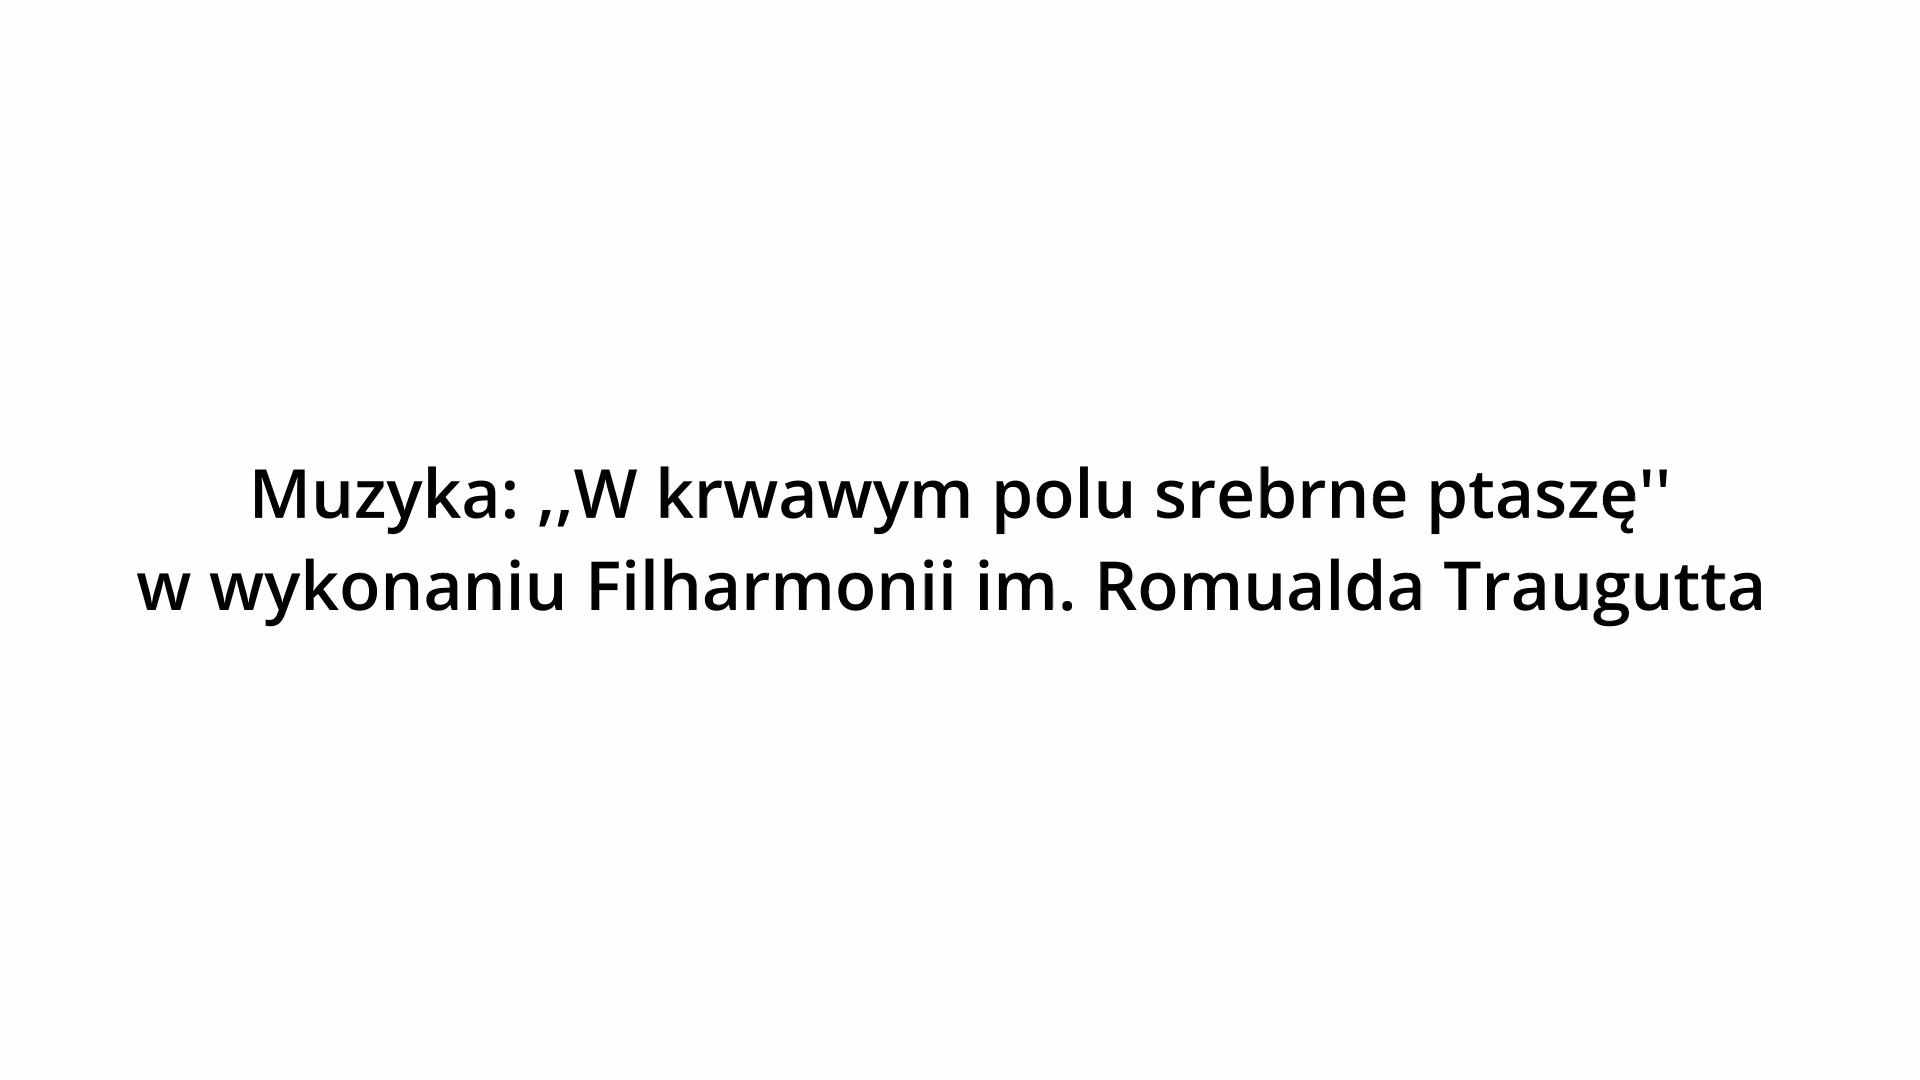 Muzyka: ,,W krwawym polu srebrne ptaszę''
w wykonaniu Filharmonii im. Romualda Traugutta